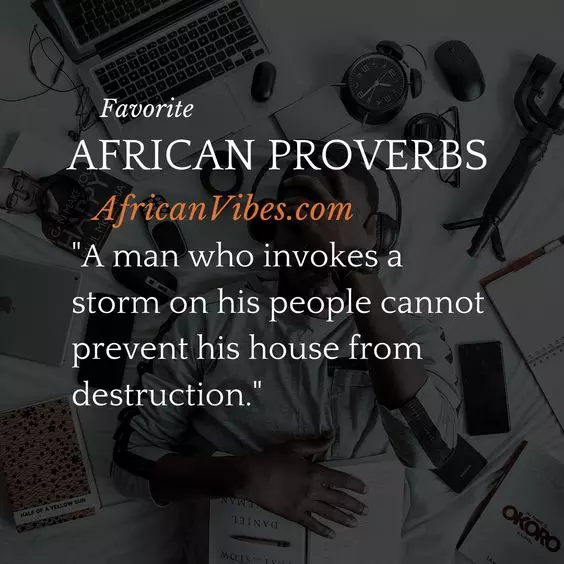 Favorite
AFRICAN PROVERBS
AfricanVibes.com
"A man who invokes a
storm on his people cannot
prevent his house from
destruction."
HALF OF A YELLOW SUN
DANIEL
OKORO